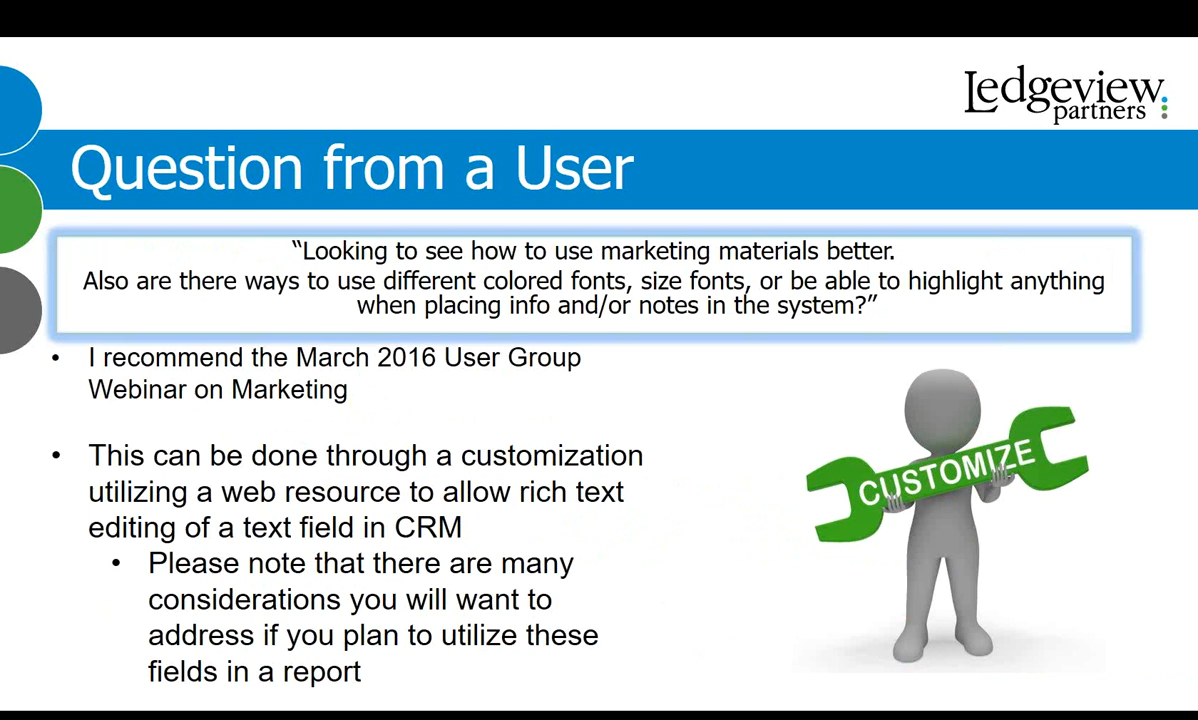 Ledgeview
partners
Question from a User
“Looking to see how to use marketing materials better.
Also are there ways to use different colored fonts, size fonts, or be able to highlight anything
when placing info and/or notes in the system?”
• I recommend the March 2016 User Group
Webinar on Marketing
• This can be done through a customization
utilizing a web resource to allow rich text
editing of a text field in CRM
• Please note that there are many
considerations you will want to
address if you plan to utilize these
fields in a report
CUSTOMIZE